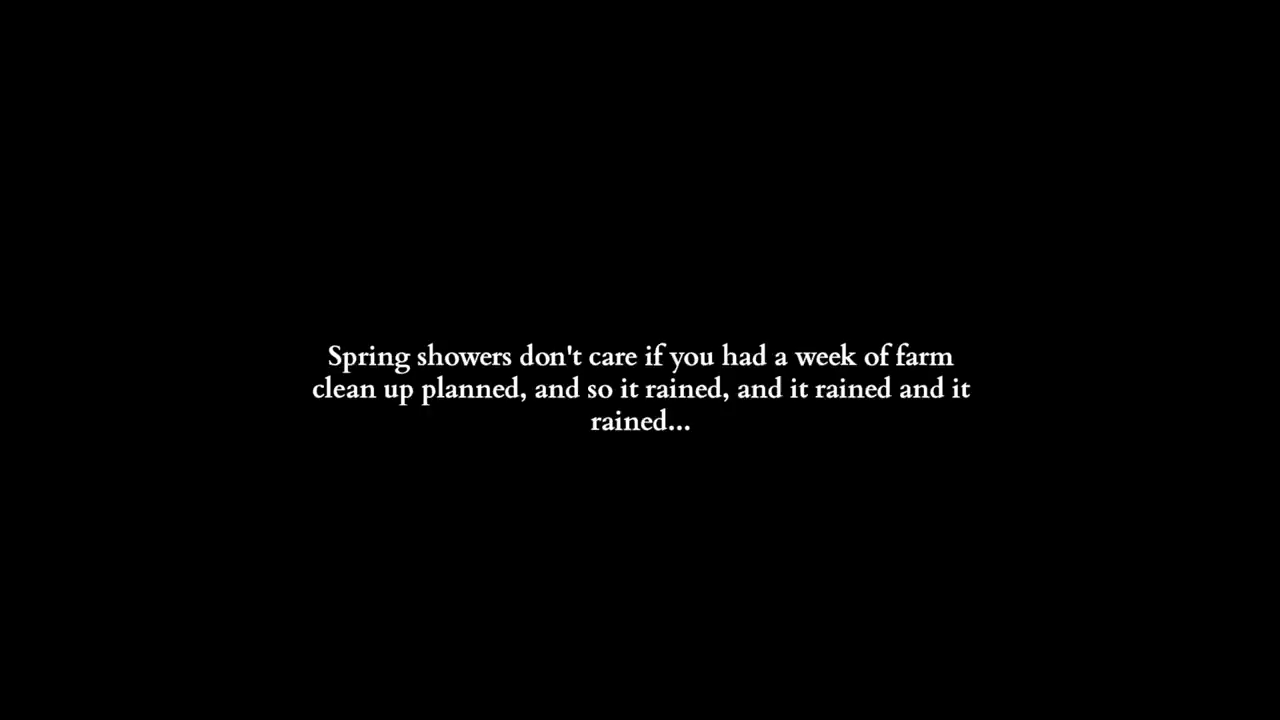 Spring showers don't care if you had a week of farm
clean up planned, and so it rained, and it rained and it
rained...